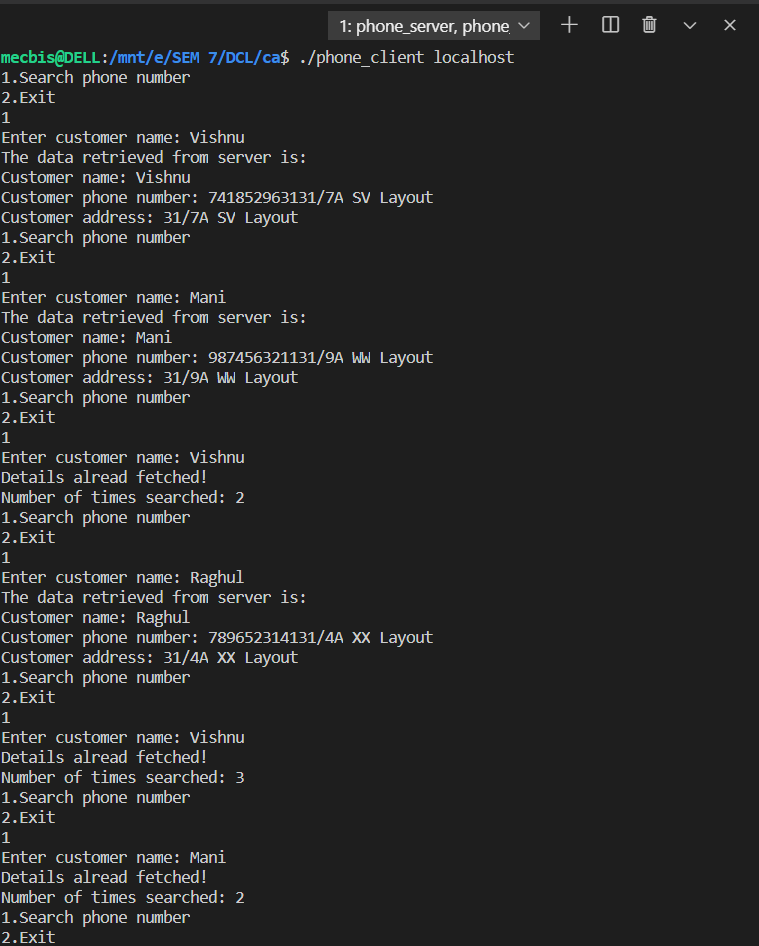 1: phone_server, phone_
mecbis@DELL:/mnt/e/SEM 7/DCL/ca$ ./phone_client localhost
1.Search phone number
2.Exit
1
Enter customer name: Vishnu
The data retrieved from server is:
Customer name: Vishnu
Customer phone number: 741852963131/7A SV Layout
Customer address: 31/7A SV Layout
1.Search phone number
2.Exit
1
Enter customer name: Mani
The data retrieved from server is:
Customer name: Mani
Customer phone number: 987456321131/9A WW Layout
Customer address: 31/9A WW Layout
1.Search phone number
2.Exit
1
Enter customer name: Vishnu
Details alread fetched!
Number of times searched: 2
1.Search phone number
2.Exit
1
Enter customer name: Raghul
The data retrieved from server is:
Customer name: Raghul
Customer phone number: 789652314131/4A XX Layout
Customer address: 31/4A XX Layout
1.Search phone number
2.Exit
1
Enter customer name: Vishnu
Details alread fetched!
Number of times searched: 3
1.Search phone number
2.Exit
1
Enter customer name: Mani
Details alread fetched!
Number of times searched: 2
1.Search phone number
2.Exit